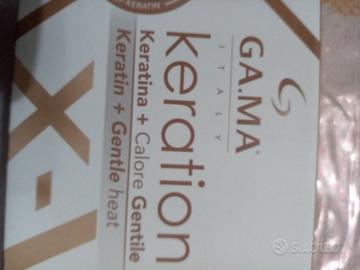 KERATIN
GA.MA®
ITALY
keration
Keratina + Calore Gentile
Keratin + Gentle heat
X-
subito